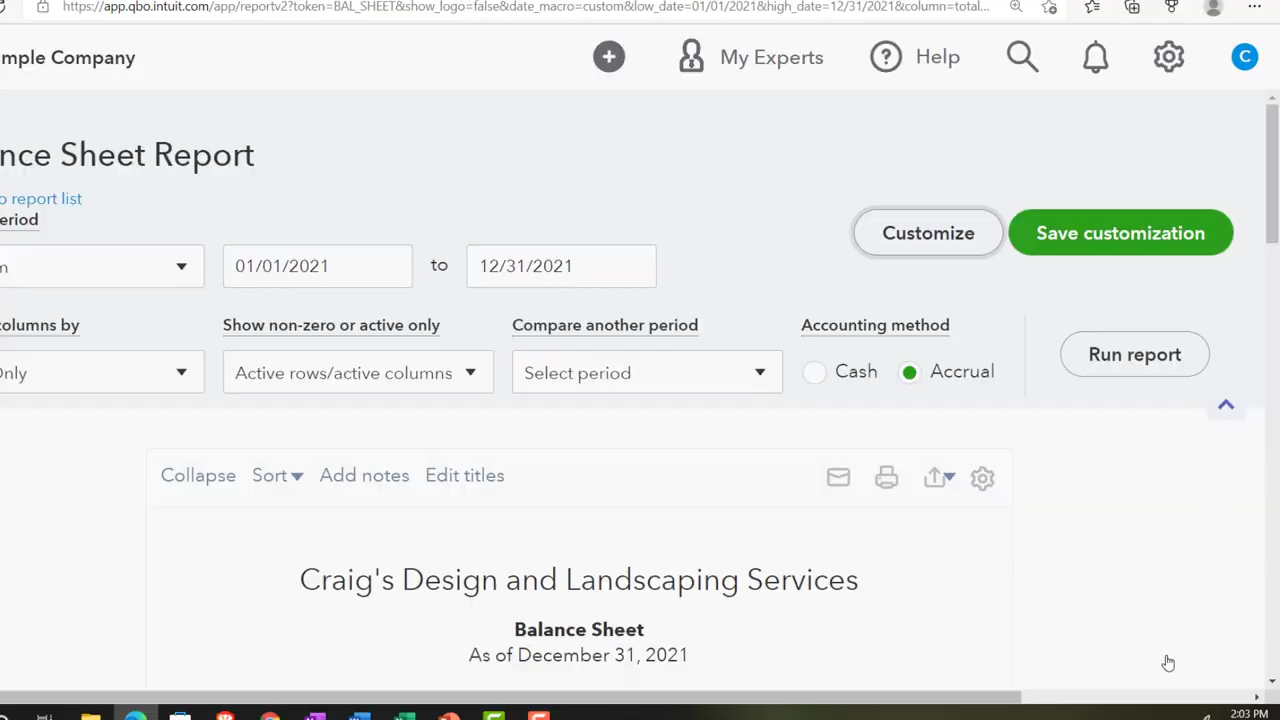 https://app.qbo.intuit.com/app/reportv2?token=BAL_SHEET&show_logo=false&date_macro=custom&low_date=01/01/2021&high_date=12/31/2021&column=total...
mple Company
My Experts
Help
C
nce Sheet Report
o report list
eriod
Customize
Save customization
m
01/01/2021
to
12/31/2021
columns by
Show non-zero or active only
Compare another period
Accounting method
Only
Active rows/active columns
Select period
Cash
Accrual
Run report
Collapse
Sort
Add notes
Edit titles
Craig's Design and Landscaping Services
Balance Sheet
As of December 31, 2021
2:03 PM